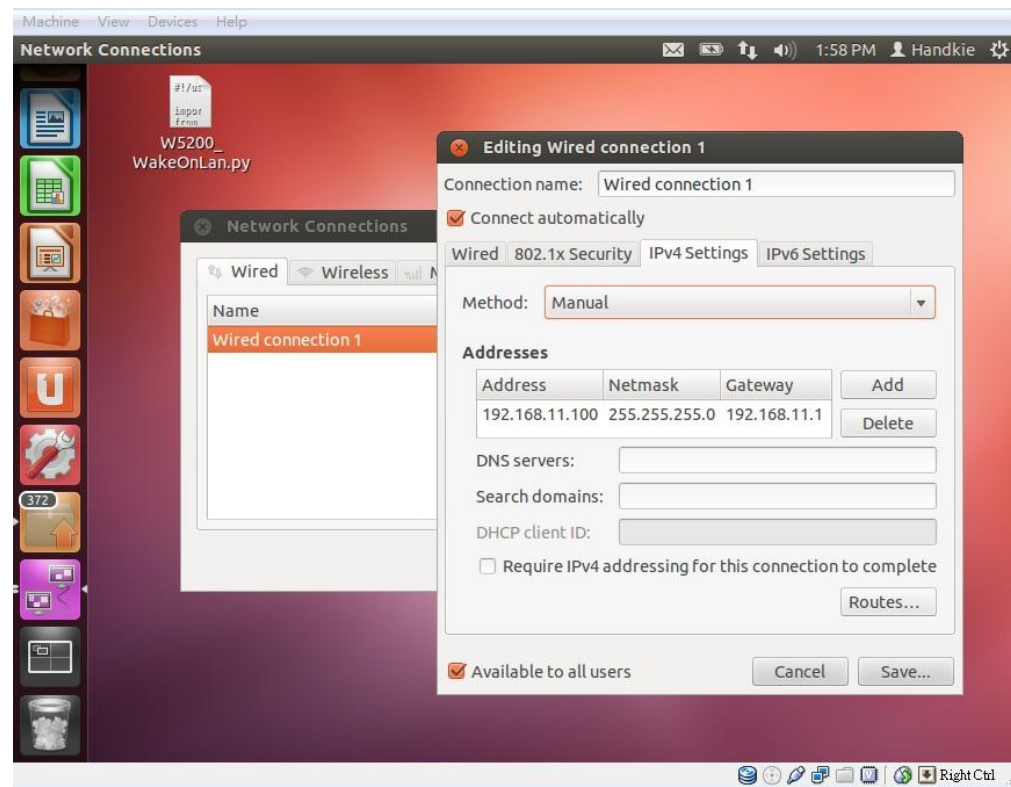 Machine View Devices Help
Network Connections 1:58 PM Handkie
#!/us
impor
from
W5200_
WakeOnLan.py
Editing Wired connection 1
Connection name: Wired connection 1
Connect automatically
Network Connections
Wired 802.1x Security IPv4 Settings IPv6 Settings
Wired Wireless
Method: Manual
Name
Wired connection 1
Addresses
Address Netmask Gateway Add
192.168.11.100 255.255.255.0 192.168.11.1
Delete
DNS servers:
Search domains:
DHCP client ID:
Require IPv4 addressing for this connection to complete
Routes...
Available to all users Cancel Save...
372
Right Ctrl